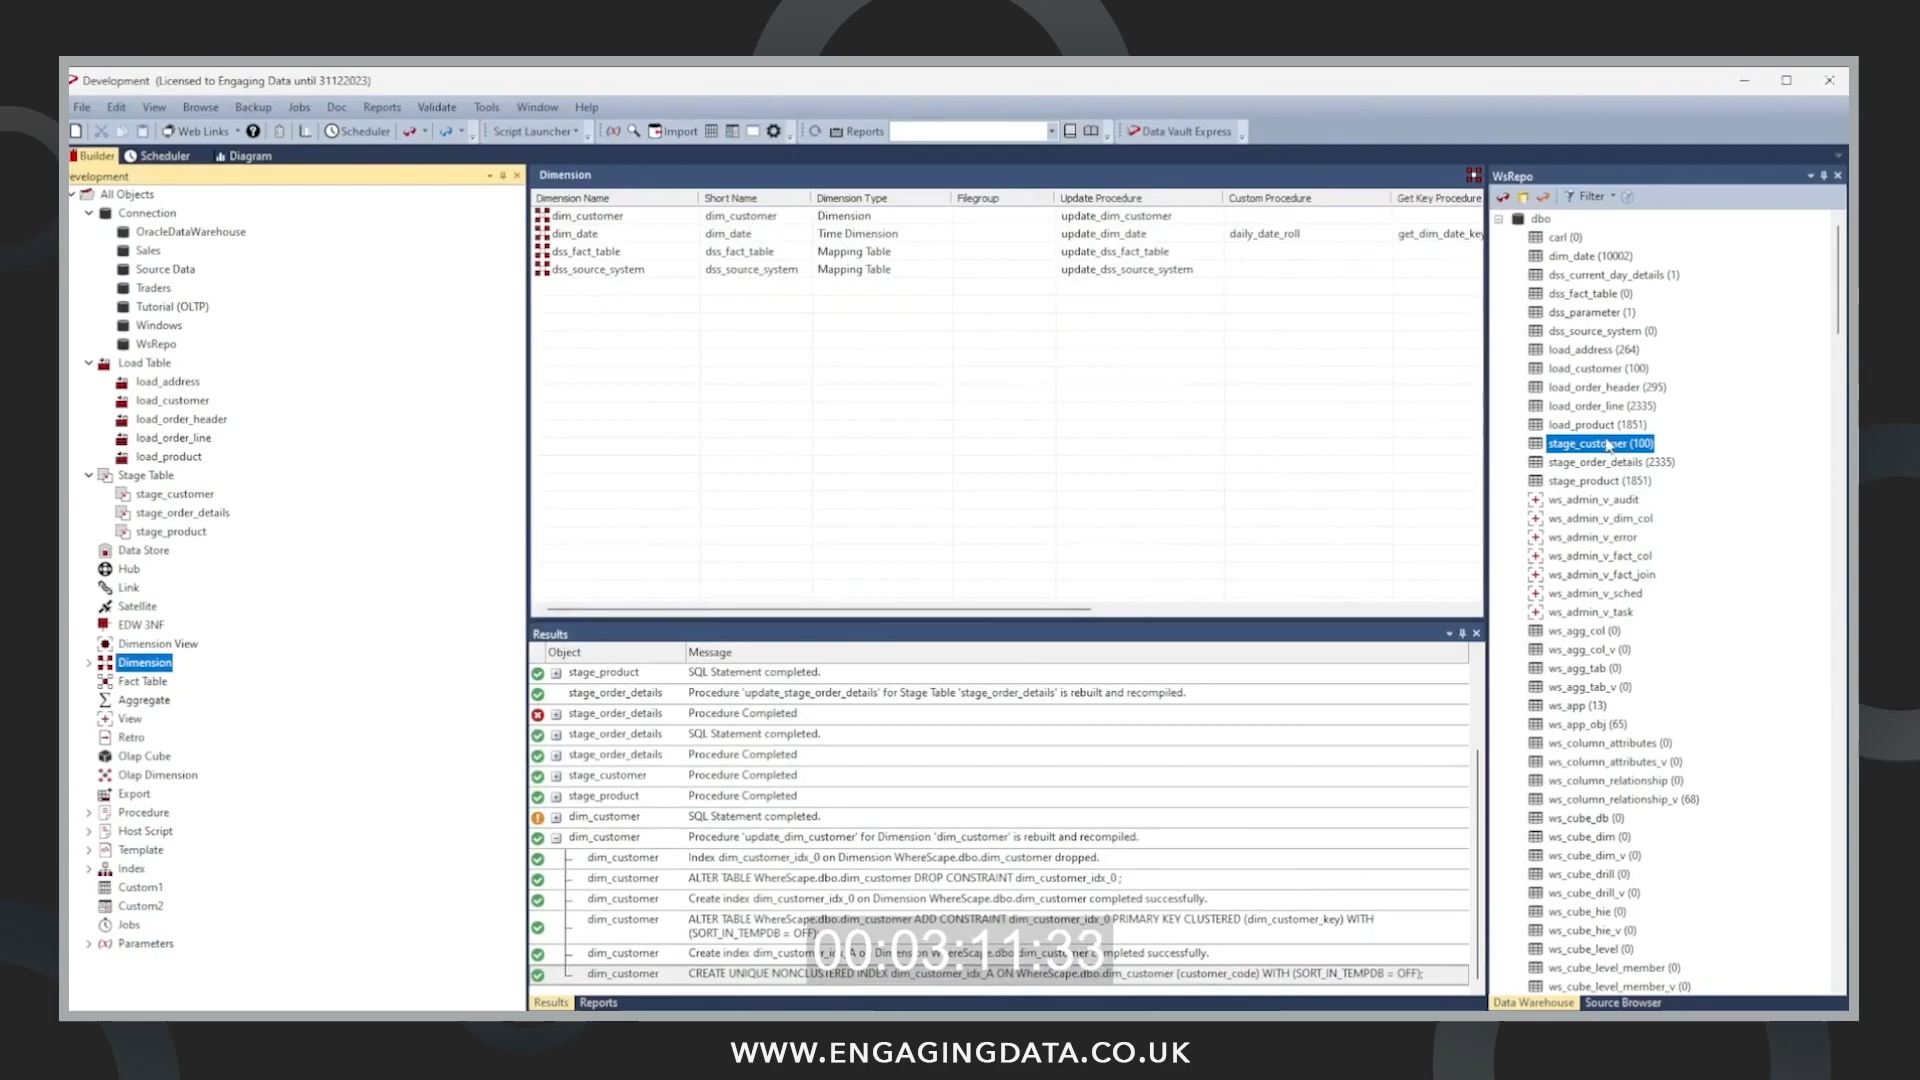 Development (Licensed to Engaging Data until 31122023)
File Edit View Browse Backup Jobs Doc Reports Validate Tools Window Help
Web Links Scheduler Script Launcher Import Reports Data Vault Express
Builder Scheduler Diagram
evelopment
All Objects
Connection
OracleDataWarehouse
Sales
Source Data
Traders
Tutorial (OLTP)
Windows
WsRepo
Load Table
load_address
load_customer
load_order_header
load_order_line
load_product
Stage Table
stage_customer
stage_order_details
stage_product
Data Store
Hub
Link
Satellite
EDW 3NF
Dimension View
Dimension
Fact Table
Aggregate
View
Retro
Olap Cube
Olap Dimension
Export
Procedure
Host Script
Template
Index
Custom1
Custom2
Jobs
Parameters
Dimension
Dimension Name Short Name Dimension Type Filegroup Update Procedure Custom Procedure Get Key Procedure
dim_customer dim_customer Dimension update_dim_customer
dim_date dim_date Time Dimension update_dim_date daily_date_roll get_dim_date_key
dss_fact_table dss_fact_table Mapping Table update_dss_fact_table
dss_source_system dss_source_system Mapping Table update_dss_source_system
Results
Object Message
stage_product SQL Statement completed.
stage_order_details Procedure 'update_stage_order_details' for Stage Table 'stage_order_details' is rebuilt and recompiled.
stage_order_details Procedure Completed
stage_order_details SQL Statement completed.
stage_order_details Procedure Completed
stage_customer Procedure Completed
stage_product Procedure Completed
dim_customer SQL Statement completed.
dim_customer Procedure 'update_dim_customer' for Dimension 'dim_customer' is rebuilt and recompiled.
dim_customer Index dim_customer_idx_0 on Dimension WhereScape.dbo.dim_customer dropped.
dim_customer ALTER TABLE WhereScape.dbo.dim_customer DROP CONSTRAINT dim_customer_idx_0 ;
dim_customer Create index dim_customer_idx_0 on Dimension WhereScape.dbo.dim_customer completed successfully.
dim_customer ALTER TABLE WhereScape.dbo.dim_customer ADD CONSTRAINT dim_customer_idx_0 PRIMARY KEY CLUSTERED (dim_customer_key) WITH
(SORT_IN_TEMPDB = OFF);
dim_customer Create index dim_customer_idx_A on Dimension WhereScape.dbo.dim_customer completed successfully.
dim_customer CREATE UNIQUE NONCLUSTERED INDEX dim_customer_idx_A ON WhereScape.dbo.dim_customer (customer_code) WITH (SORT_IN_TEMPDB = OFF);
00:03:11:33
Results Reports
WsRepo
Filter
dbo
carl (0)
dim_date (10002)
dss_current_day_details (1)
dss_fact_table (0)
dss_parameter (1)
dss_source_system (0)
load_address (264)
load_customer (100)
load_order_header (295)
load_order_line (2335)
load_product (1851)
stage_customer (100)
stage_order_details (2335)
stage_product (1851)
ws_admin_v_audit
ws_admin_v_dim_col
ws_admin_v_error
ws_admin_v_fact_col
ws_admin_v_fact_join
ws_admin_v_sched
ws_admin_v_task
ws_agg_col (0)
ws_agg_col_v (0)
ws_agg_tab (0)
ws_agg_tab_v (0)
ws_app (13)
ws_app_obj (65)
ws_column_attributes (0)
ws_column_attributes_v (0)
ws_column_relationship (0)
ws_column_relationship_v (68)
ws_cube_db (0)
ws_cube_dim (0)
ws_cube_dim_v (0)
ws_cube_drill (0)
ws_cube_drill_v (0)
ws_cube_hie (0)
ws_cube_hie_v (0)
ws_cube_level (0)
ws_cube_level_member (0)
ws_cube_level_member_v (0)
Data Warehouse Source Browser
WWW.ENGAGINGDATA.CO.UK